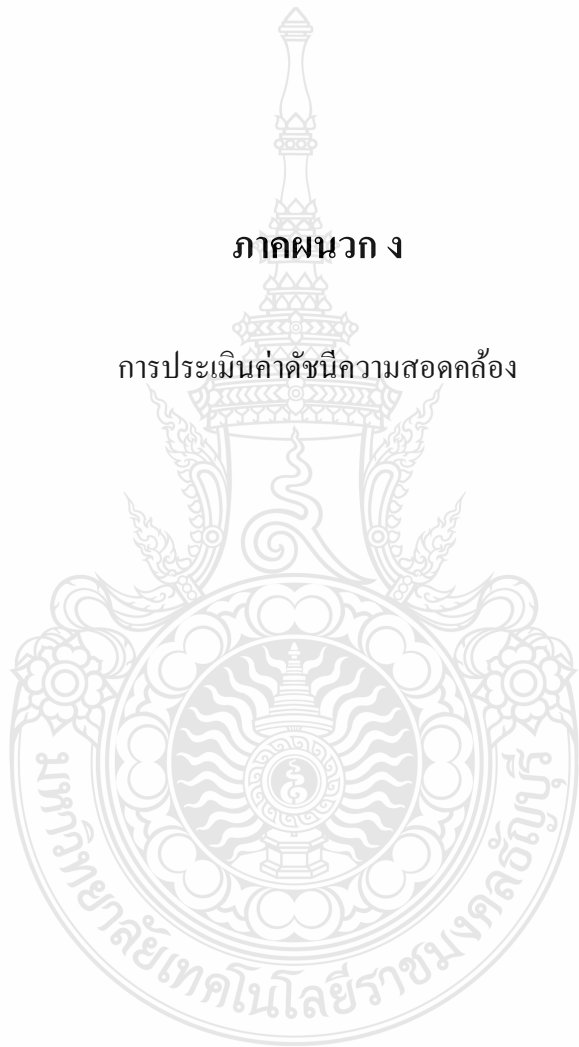 ภาคผนวก ง
การประเมินค่าดัชนีความสอดคล้อง
มหาวิทยาลัยเทคโนโลยีราชมงคลธัญบุรี